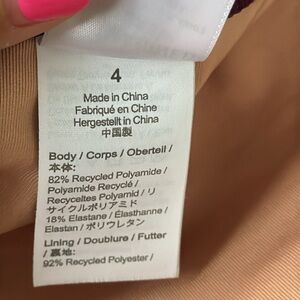 4
Made in China
Fabriqué en Chine
Hergestellt in China
中国製
Body / Corps / Oberteil /
本体:
82% Recycled Polyamide /
Polyamide Recyclé /
Recyceltes Polyamid / リ
サイクルポリアミド
18% Elastane / Élasthanne /
Elastan / ポリウレタン
Lining / Doublure / Futter
/ 裏地:
92% Recycled Polyester /